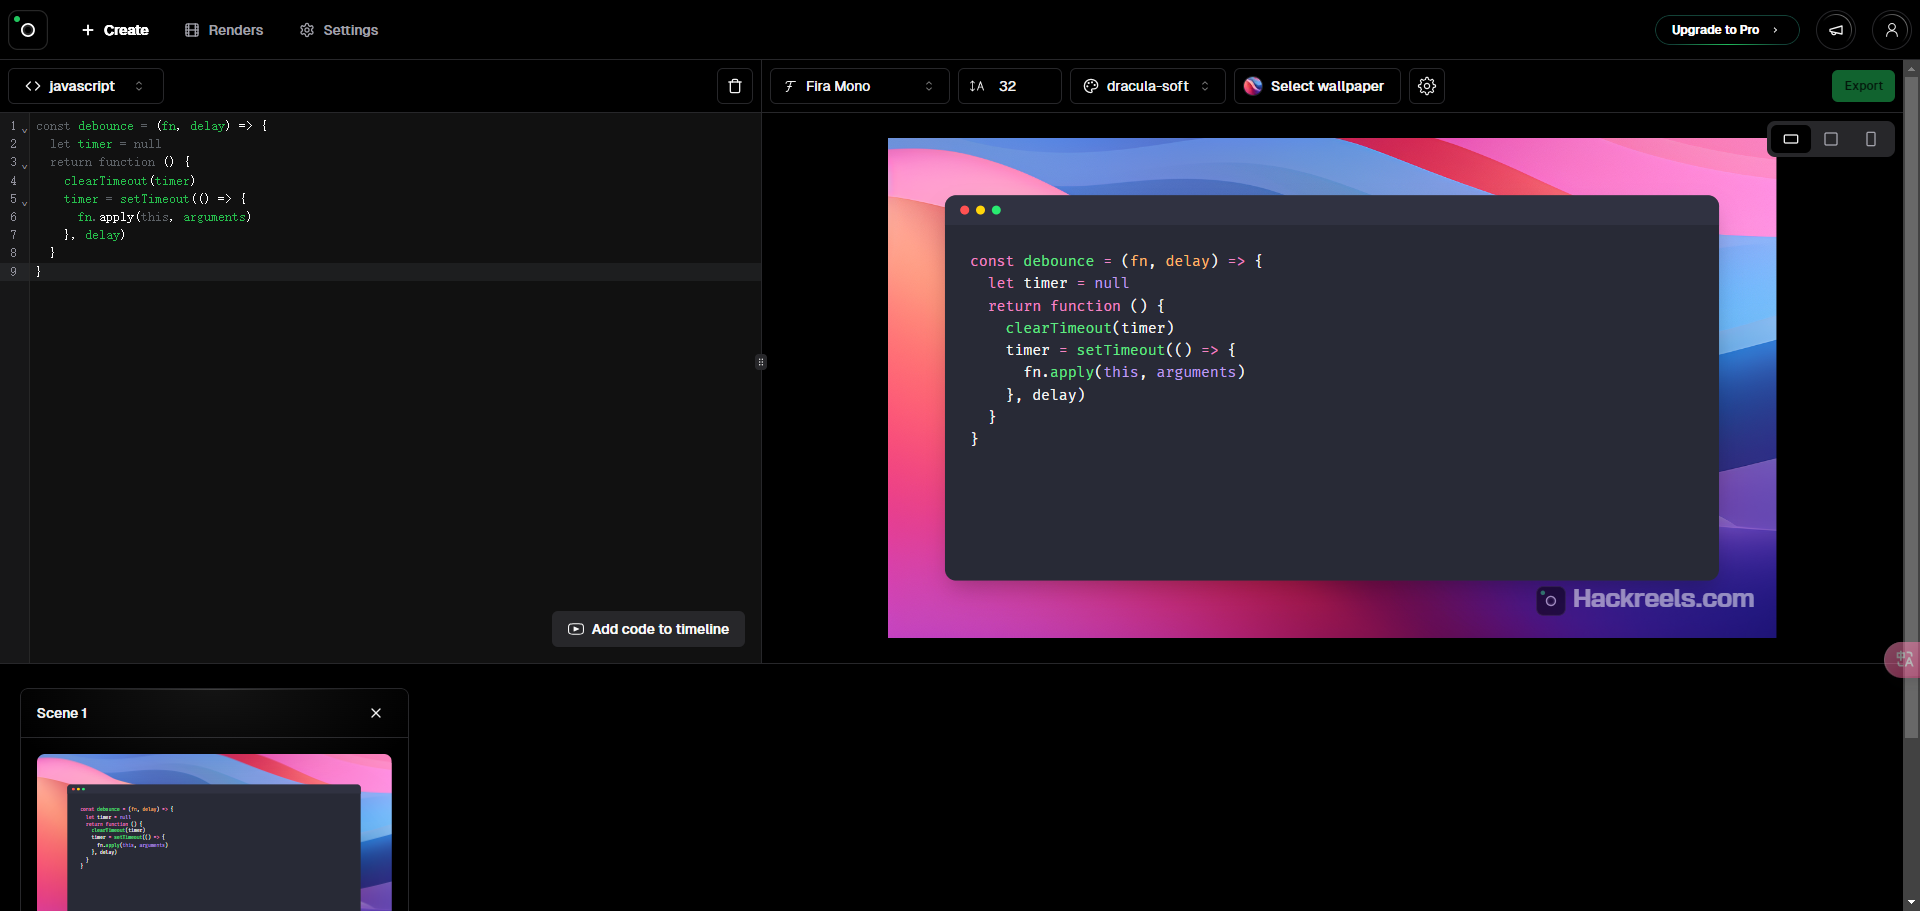 Create
Renders
Settings
Upgrade to Pro
javascript
Fira Mono
32
dracula-soft
Select wallpaper
Export
1 const debounce = (fn, delay) => {
2   let timer = null
3   return function () {
4     clearTimeout(timer)
5     timer = setTimeout(() => {
6       fn.apply(this, arguments)
7     }, delay)
8   }
9 }
Add code to timeline
const debounce = (fn, delay) => {
  let timer = null
  return function () {
    clearTimeout(timer)
    timer = setTimeout(() => {
      fn.apply(this, arguments)
    }, delay)
  }
}
Hackreels.com
Scene 1
const debounce = (fn, delay) => {
  let timer = null
  return function () {
    clearTimeout(timer)
    timer = setTimeout(() => {
      fn.apply(this, arguments)
    }, delay)
  }
}